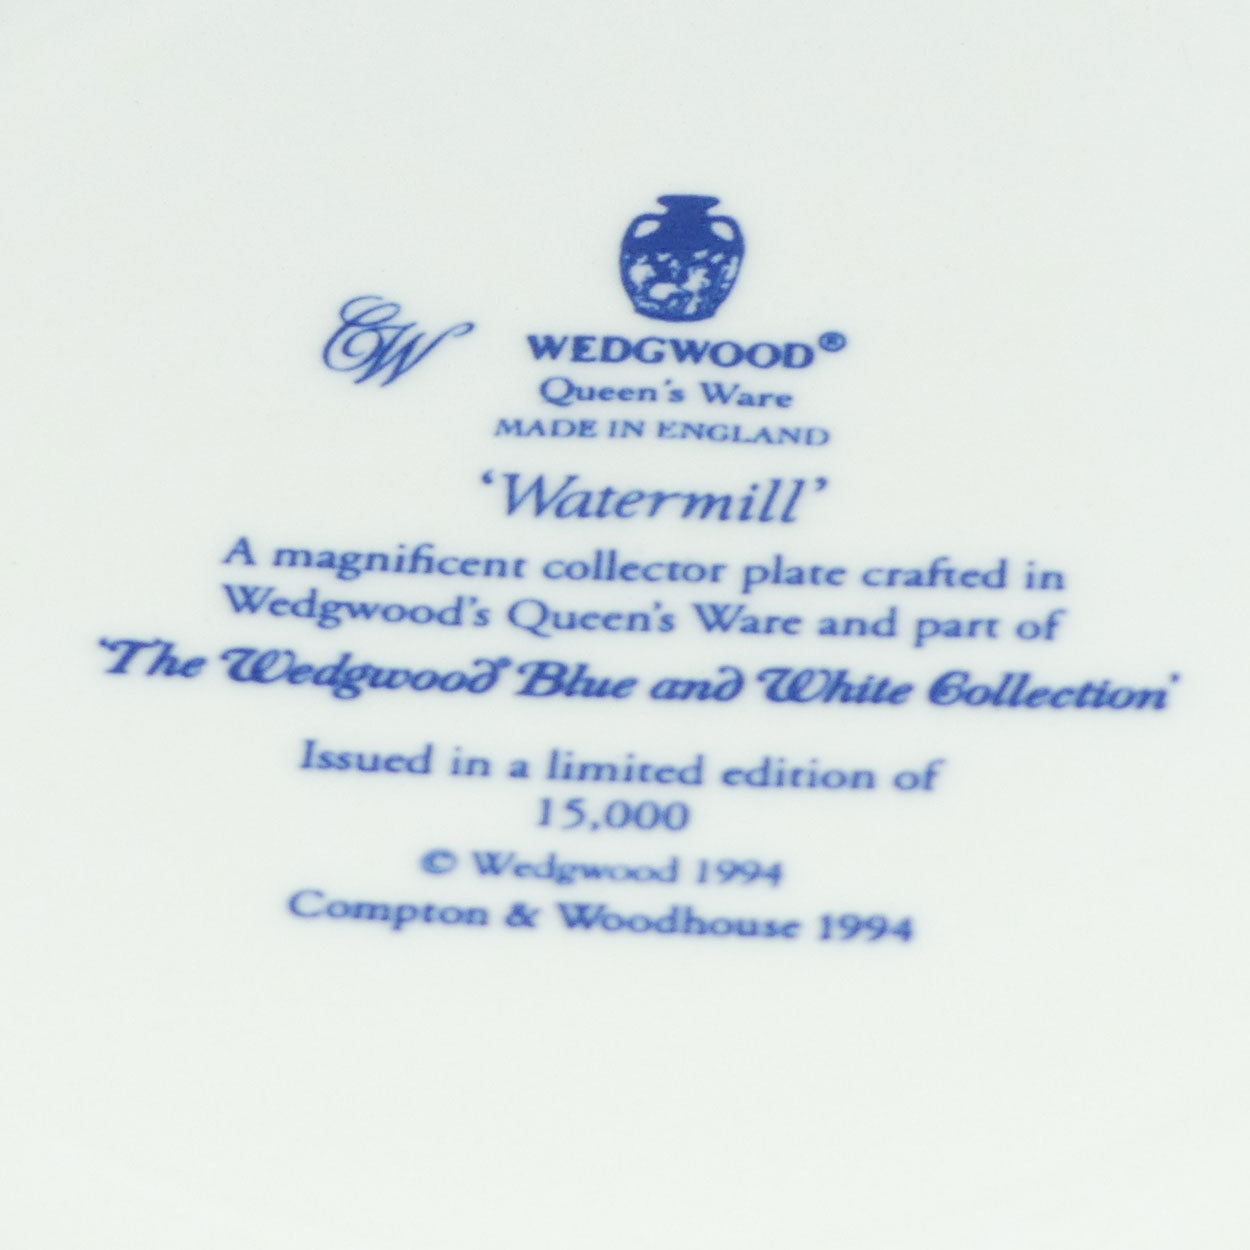 CW
WEDGWOOD®
Queen's Ware
MADE IN ENGLAND
‘Watermill’
A magnificent collector plate crafted in
Wedgwood's Queen's Ware and part of
‘The Wedgwood® Blue and White Collection’
Issued in a limited edition of
15,000
© Wedgwood 1994
Compton & Woodhouse 1994